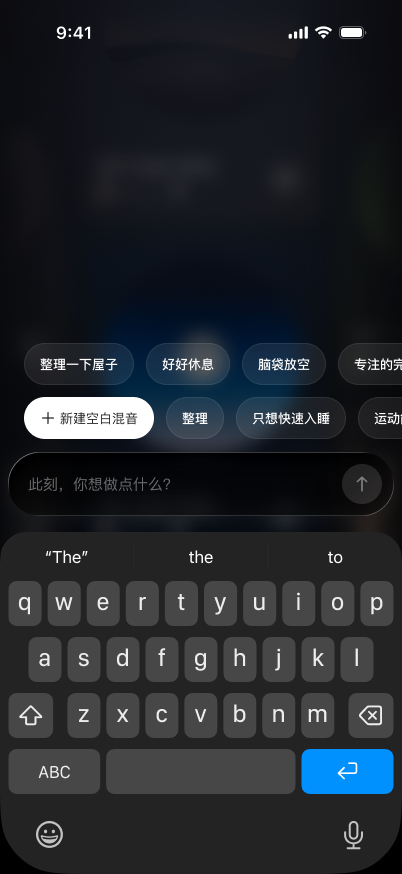 9:41
整理一下屋子 好好休息 脑袋放空 专注的
新建空白混音 整理 只想快速入睡 运动
此刻，你想做点什么?
“The” the to
q w e r t y u i o p
a s d f g h j k l
z x c v b n m
ABC